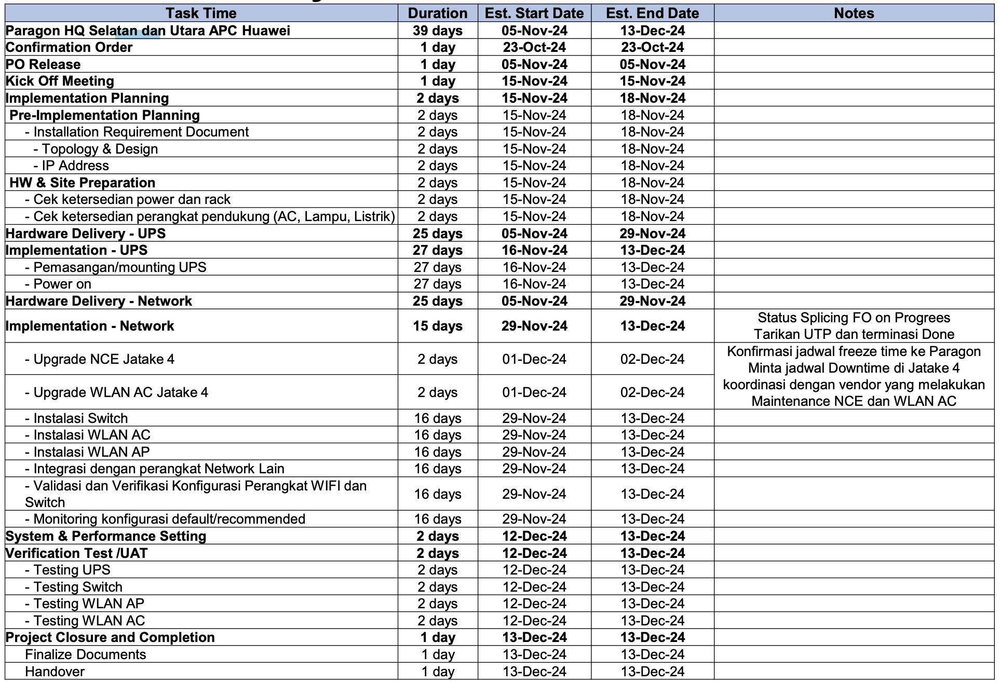 Task Time Duration Est. Start Date Est. End Date Notes
Paragon HQ Selatan dan Utara APC Huawei 39 days 05-Nov-24 13-Dec-24
Confirmation Order 1 day 23-Oct-24 23-Oct-24
PO Release 1 day 05-Nov-24 05-Nov-24
Kick Off Meeting 1 day 15-Nov-24 15-Nov-24
Implementation Planning 2 days 15-Nov-24 18-Nov-24
Pre-Implementation Planning 2 days 15-Nov-24 18-Nov-24
- Installation Requirement Document 2 days 15-Nov-24 18-Nov-24
- Topology & Design 2 days 15-Nov-24 18-Nov-24
- IP Address 2 days 15-Nov-24 18-Nov-24
HW & Site Preparation 2 days 15-Nov-24 18-Nov-24
- Cek ketersedian power dan rack 2 days 15-Nov-24 18-Nov-24
- Cek ketersedian perangkat pendukung (AC, Lampu, Listrik) 2 days 15-Nov-24 18-Nov-24
Hardware Delivery - UPS 25 days 05-Nov-24 29-Nov-24
Implementation - UPS 27 days 16-Nov-24 13-Dec-24
- Pemasangan/mounting UPS 27 days 16-Nov-24 13-Dec-24
- Power on 27 days 16-Nov-24 13-Dec-24
Hardware Delivery - Network 25 days 05-Nov-24 29-Nov-24
Implementation - Network 15 days 29-Nov-24 13-Dec-24
Status Splicing FO on Progrees
Tarikan UTP dan terminasi Done
- Upgrade NCE Jatake 4 2 days 01-Dec-24 02-Dec-24
- Upgrade WLAN AC Jatake 4 2 days 01-Dec-24 02-Dec-24
Konfirmasi jadwal freeze time ke Paragon
Minta jadwal Downtime di Jatake 4
koordinasi dengan vendor yang melakukan
Maintenance NCE dan WLAN AC
- Instalasi Switch 16 days 29-Nov-24 13-Dec-24
- Instalasi WLAN AC 16 days 29-Nov-24 13-Dec-24
- Instalasi WLAN AP 16 days 29-Nov-24 13-Dec-24
- Integrasi dengan perangkat Network Lain 16 days 29-Nov-24 13-Dec-24
- Validasi dan Verifikasi Konfigurasi Perangkat WIFI dan
Switch 16 days 29-Nov-24 13-Dec-24
- Monitoring konfigurasi default/recommended 16 days 29-Nov-24 13-Dec-24
System & Performance Setting 2 days 12-Dec-24 13-Dec-24
Verification Test /UAT 2 days 12-Dec-24 13-Dec-24
- Testing UPS 2 days 12-Dec-24 13-Dec-24
- Testing Switch 2 days 12-Dec-24 13-Dec-24
- Testing WLAN AP 2 days 12-Dec-24 13-Dec-24
- Testing WLAN AC 2 days 12-Dec-24 13-Dec-24
Project Closure and Completion 1 day 13-Dec-24 13-Dec-24
Finalize Documents 1 day 13-Dec-24 13-Dec-24
Handover 1 day 13-Dec-24 13-Dec-24